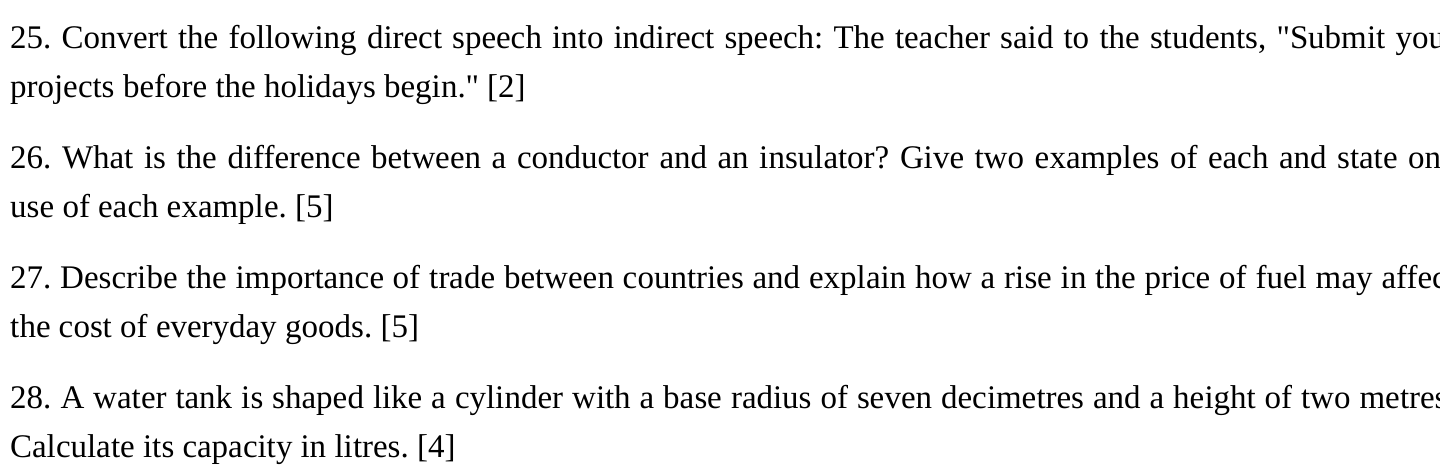 25. Convert the following direct speech into indirect speech: The teacher said to the students, "Submit you
projects before the holidays begin." [2]
26. What is the difference between a conductor and an insulator? Give two examples of each and state on
use of each example. [5]
27. Describe the importance of trade between countries and explain how a rise in the price of fuel may affec
the cost of everyday goods. [5]
28. A water tank is shaped like a cylinder with a base radius of seven decimetres and a height of two metres
Calculate its capacity in litres. [4]